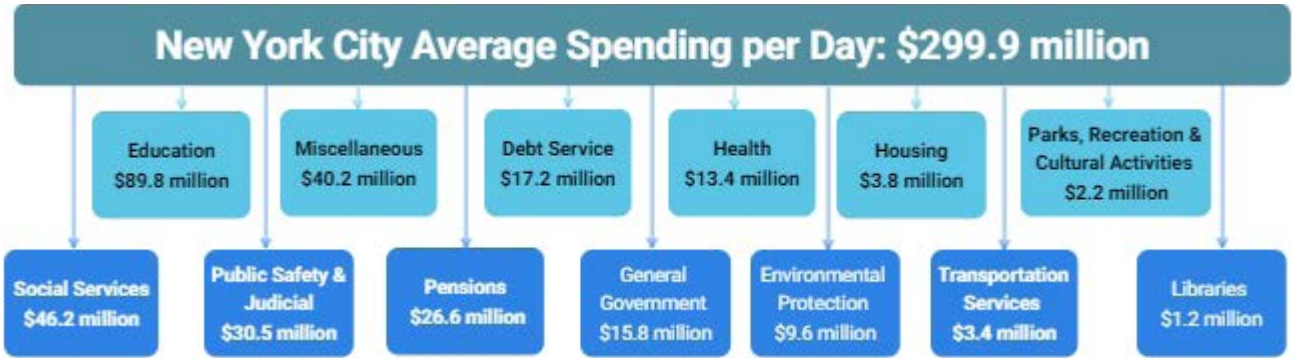 New York City Average Spending per Day: $299.9 million
Education
$89.8 million
Miscellaneous
$40.2 million
Debt Service
$17.2 million
Health
$13.4 million
Housing
$3.8 million
Parks, Recreation &
Cultural Activities
$2.2 million
Social Services
$46.2 million
Public Safety &
Judicial
$30.5 million
Pensions
$26.6 million
General
Government
$15.8 million
Environmental
Protection
$9.6 million
Transportation
Services
$3.4 million
Libraries
$1.2 million